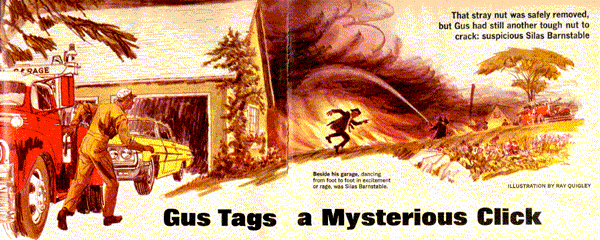 That stray nut was safely removed,
but Gus had still another tough nut to
crack: suspicious Silas Barnstable
GARAGE
Beside his garage, dancing
from foot to foot in excitement
or rage, was Silas Barnstable.
ILLUSTRATION BY RAY QUIGLEY
Gus Tags a Mysterious Click